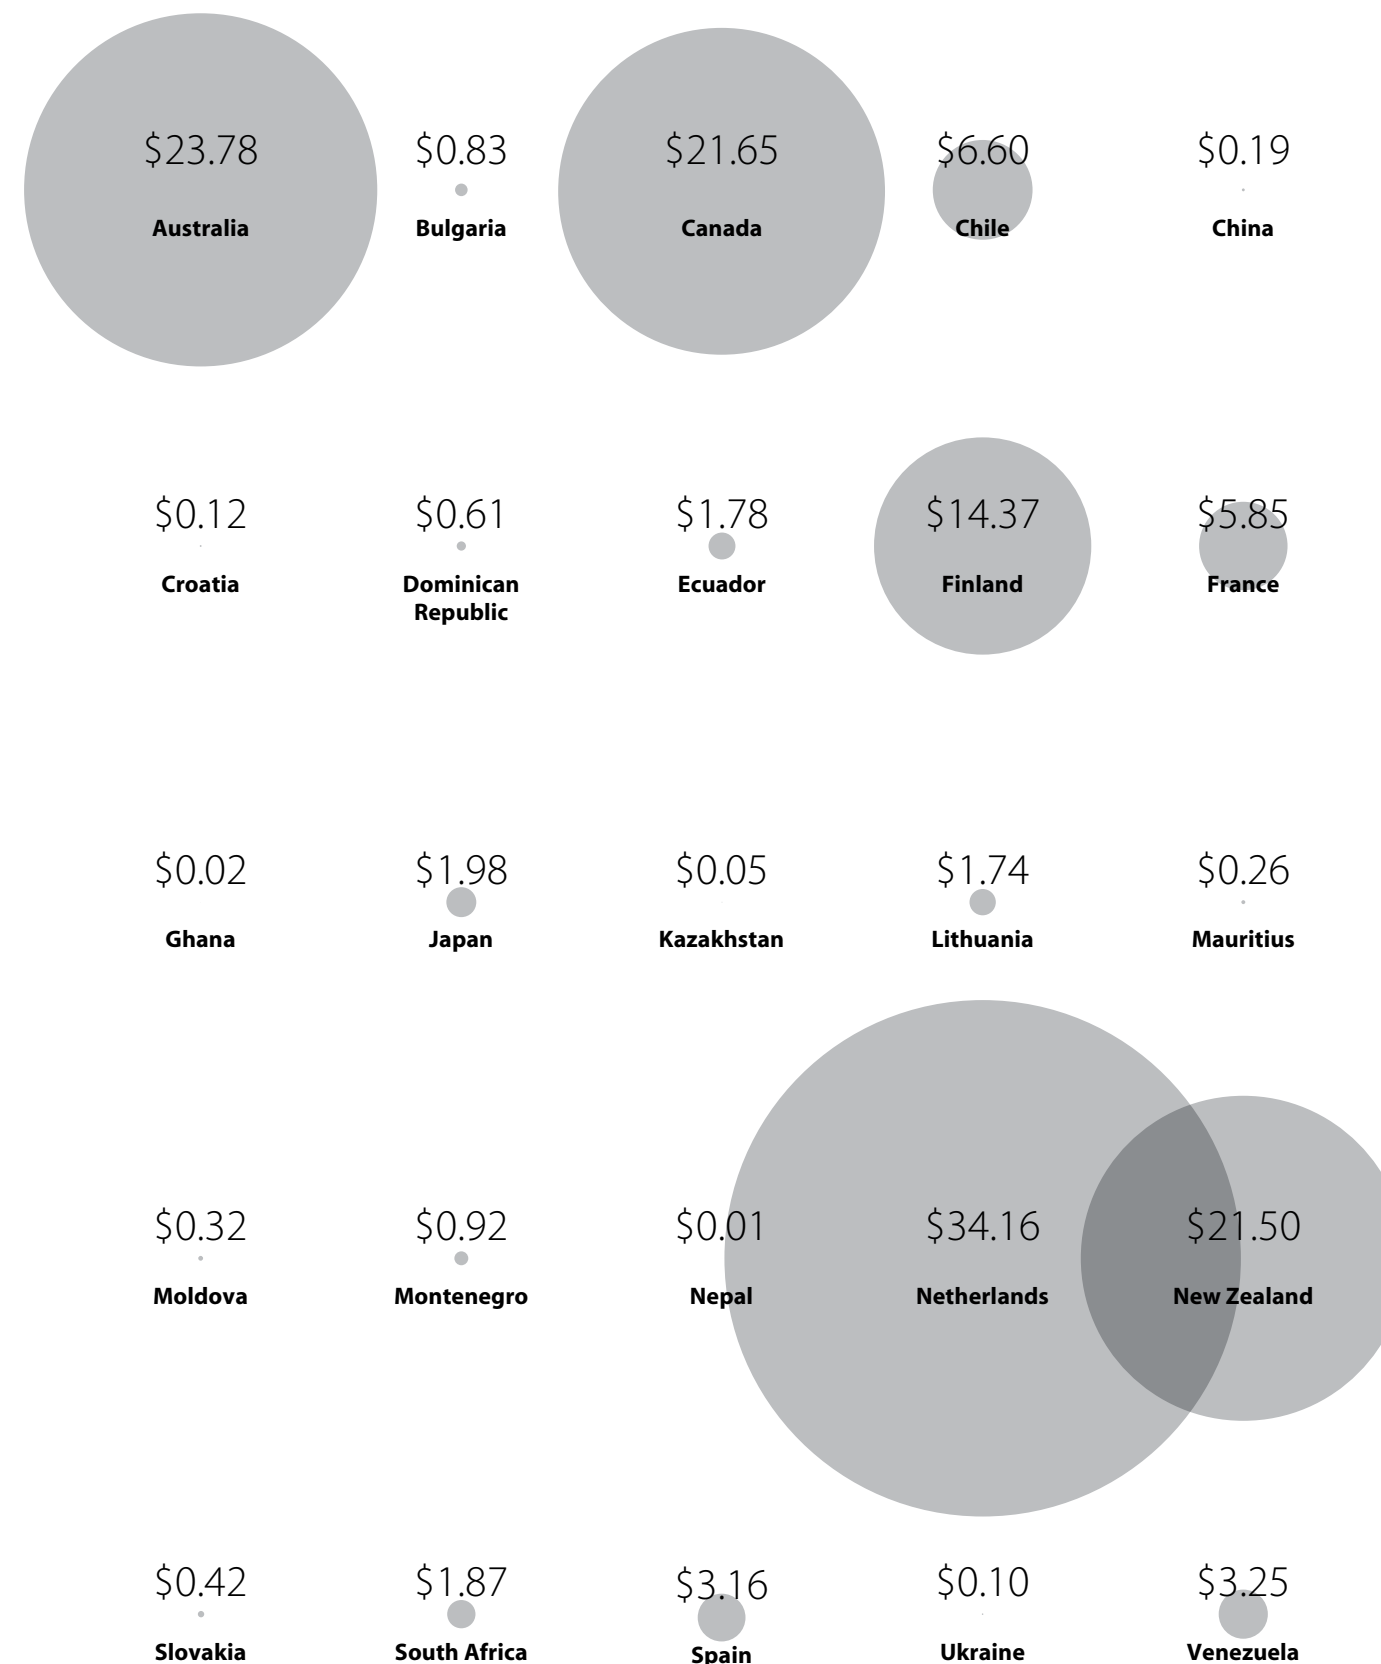 $23.78 $0.83 $21.65 $6.60 $0.19
Australia Bulgaria Canada Chile China
$0.12 $0.61 $1.78 $14.37 $5.85
Croatia Dominican Ecuador Finland France
Republic
$0.02 $1.98 $0.05 $1.74 $0.26
Ghana Japan Kazakhstan Lithuania Mauritius
$0.32 $0.92 $0.01 $34.16 $21.50
Moldova Montenegro Nepal Netherlands New Zealand
$0.42 $1.87 $3.16 $0.10 $3.25
Slovakia South Africa Spain Ukraine Venezuela